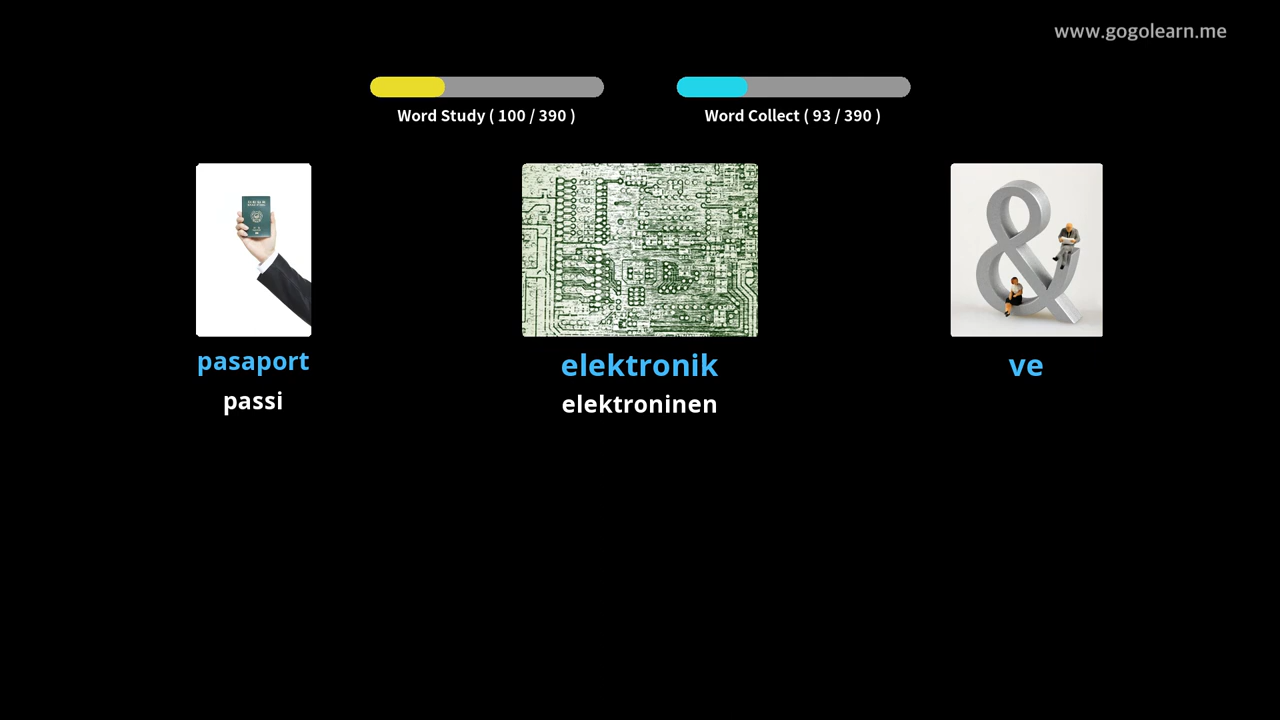 www.gogolearn.me
Word Study ( 100 / 390 )
Word Collect ( 93 / 390 )
pasaport
passi
elektronik
elektroninen
ve
&